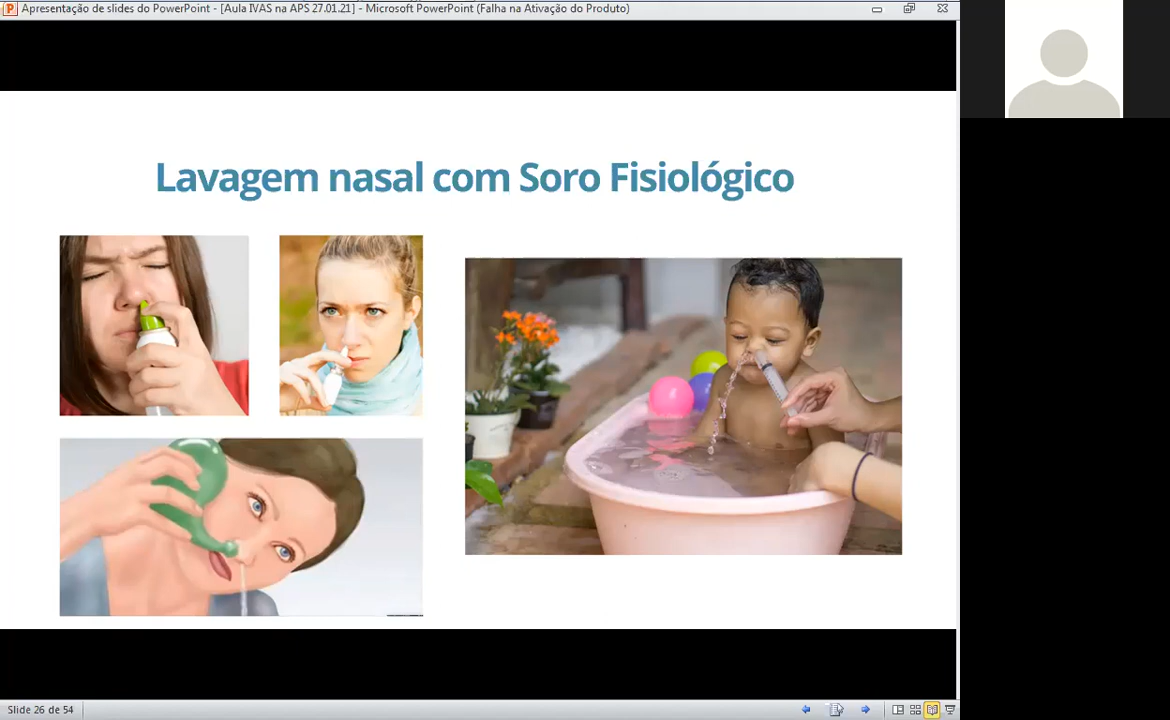 Apresentação de slides do PowerPoint - [Aula IVAS na APS 27.01.21] - Microsoft PowerPoint (Falha na Ativação do Produto)
Lavagem nasal com Soro Fisiológico
Slide 26 de 54